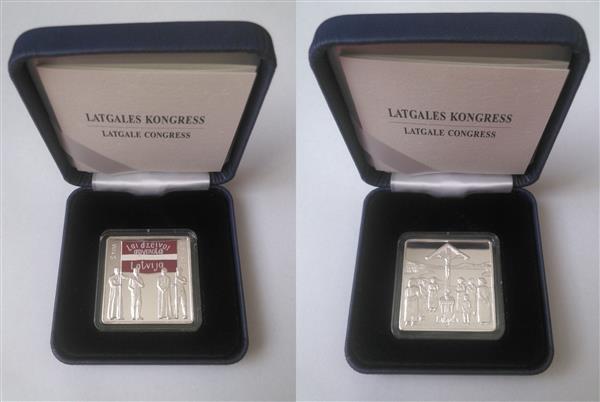 LATGALES KONGRESS
LATGALE CONGRESS
Lai dzeivoj
Latvija
LATGALES KONGRESS
LATGALE CONGRESS